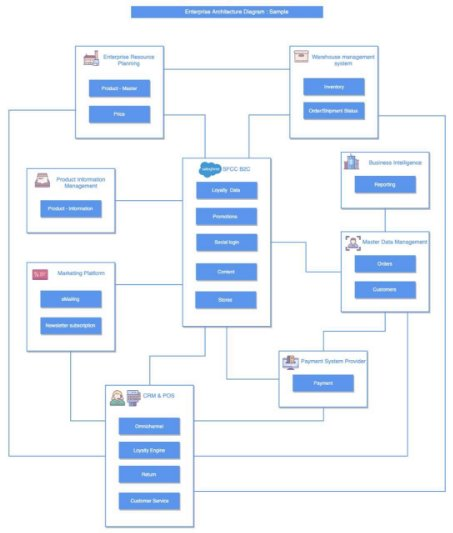 Enterprise Architecture Diagram : Sample
Enterprise Resource
Planning
Product - Master
Price
Warehouse management
system
Inventory
Order/Shipment Status
Product Information
Management
Product - Information
salesforce
SFCC B2C
Loyalty Data
Promotions
Social login
Content
Stores
Business Intelligence
Reporting
Master Data Management
Orders
Customers
Marketing Platform
eMailing
Newsletter subscription
Payment System Provider
Payment
CRM & POS
Omnichannel
Loyalty Engine
Return
Customer Service